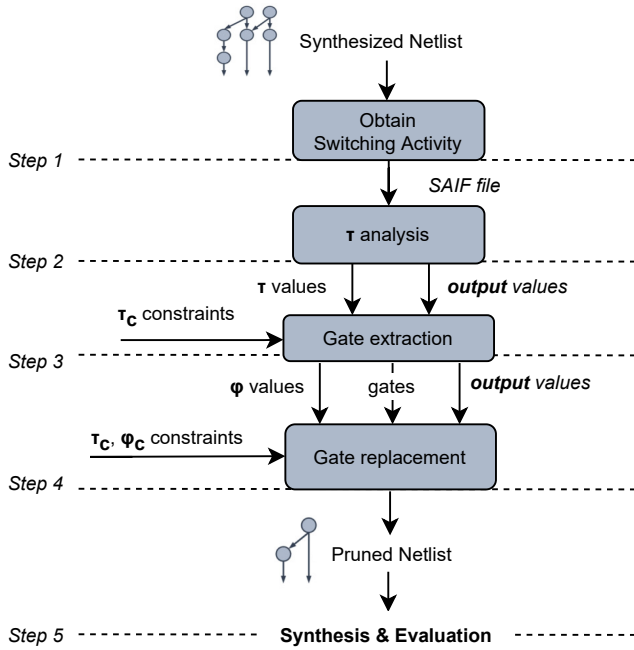 Synthesized Netlist
Obtain
Switching Activity
Step 1
SAIF file
τ analysis
Step 2
τ values
output values
τC constraints
Gate extraction
Step 3
φ values
gates
output values
τC, φC constraints
Gate replacement
Step 4
Pruned Netlist
Step 5
Synthesis & Evaluation